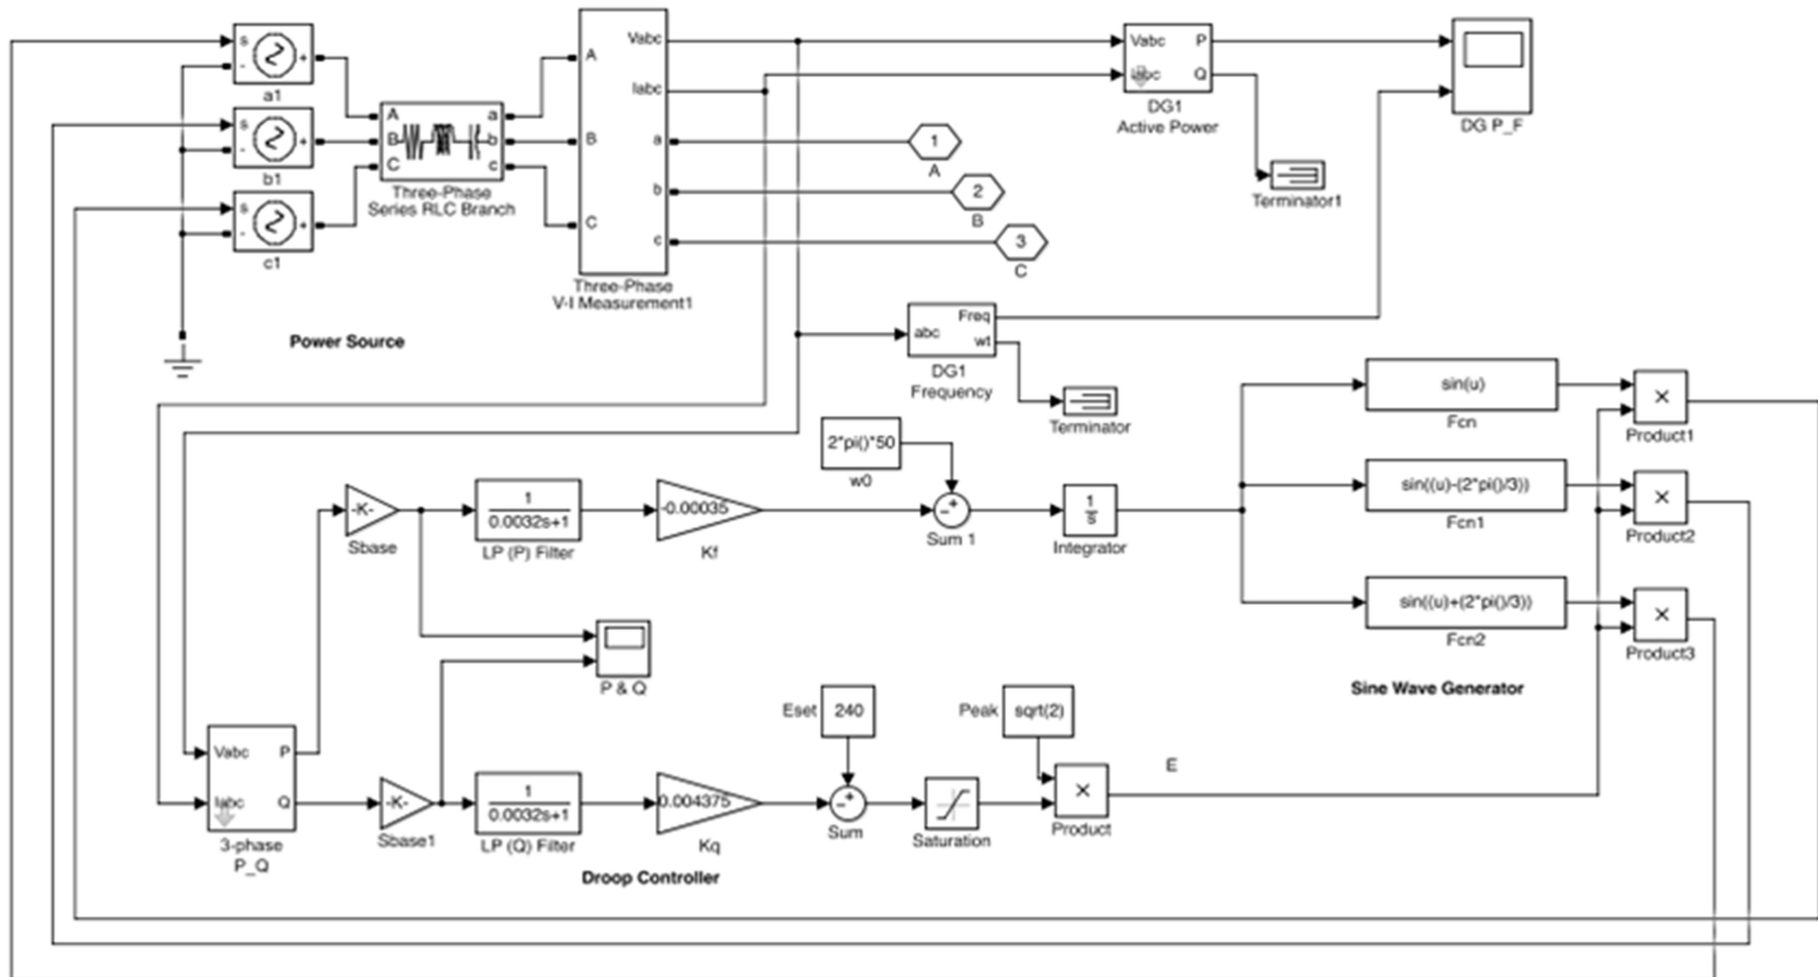 s
-
+
a1
s
-
+
b1
s
-
+
c1
A
B
C
a
b
c
Three-Phase
Series RLC Branch
A
B
C
Vabc
Iabc
a
b
c
Three-Phase
V-I Measurement1
Power Source
1
A
2
B
3
C
Vabc
Iabc
P
Q
DG1
Active Power
Terminator1
DG P_F
abc
Freq
wt
DG1
Frequency
Terminator
2*pi()*50
w0
-K-
Sbase
1
0.0032s+1
LP (P) Filter
-0.00035
Kf
-
+
Sum 1
1
s
Integrator
sin(u)
Fcn
sin((u)-(2*pi()/3))
Fcn1
sin((u)+(2*pi()/3))
Fcn2
×
Product1
×
Product2
×
Product3
Sine Wave Generator
P & Q
Vabc
Iabc
P
Q
3-phase
P_Q
-K-
Sbase1
1
0.0032s+1
LP (Q) Filter
0.004375
Kq
Eset
240
-
+
Sum
Saturation
Peak
sqrt(2)
×
Product
E
Droop Controller